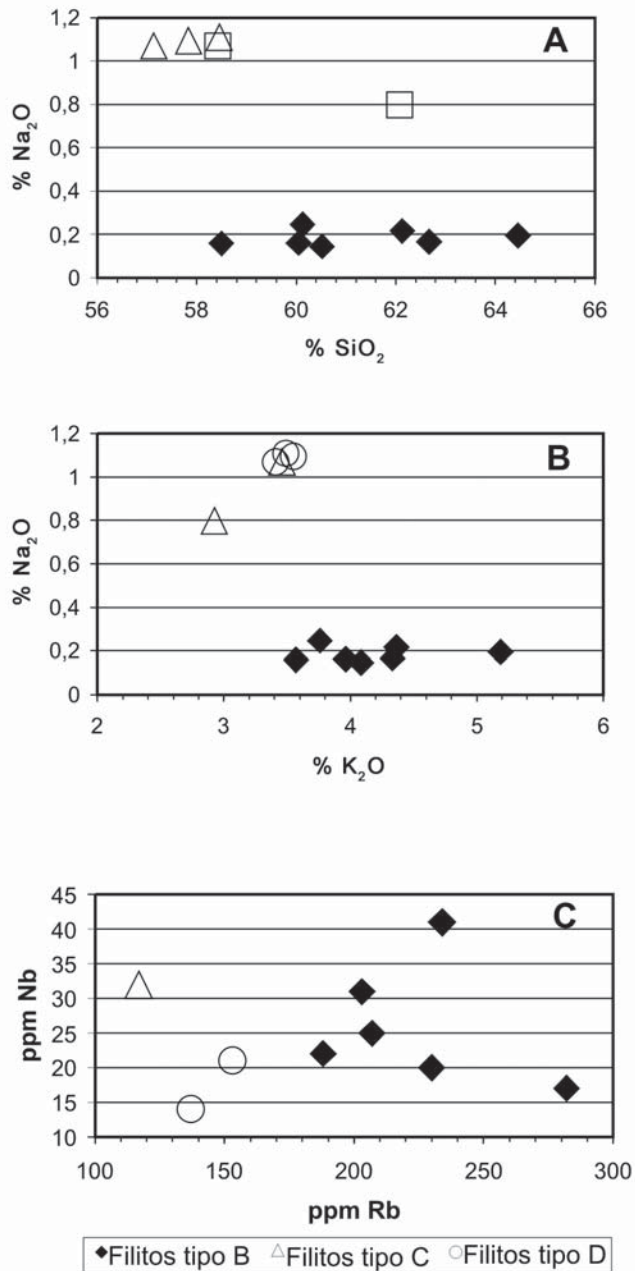 1,2
A
1
0,8
0,6
0,4
0,2
0
% Na₂O
56 58 60 62 64 66
% SiO₂
1,2
B
1
0,8
0,6
0,4
0,2
0
% Na₂O
2 3 4 5 6
% K₂O
45
C
40
35
30
25
20
15
10
ppm Nb
100 150 200 250 300
ppm Rb
Filitos tipo B Filitos tipo C Filitos tipo D